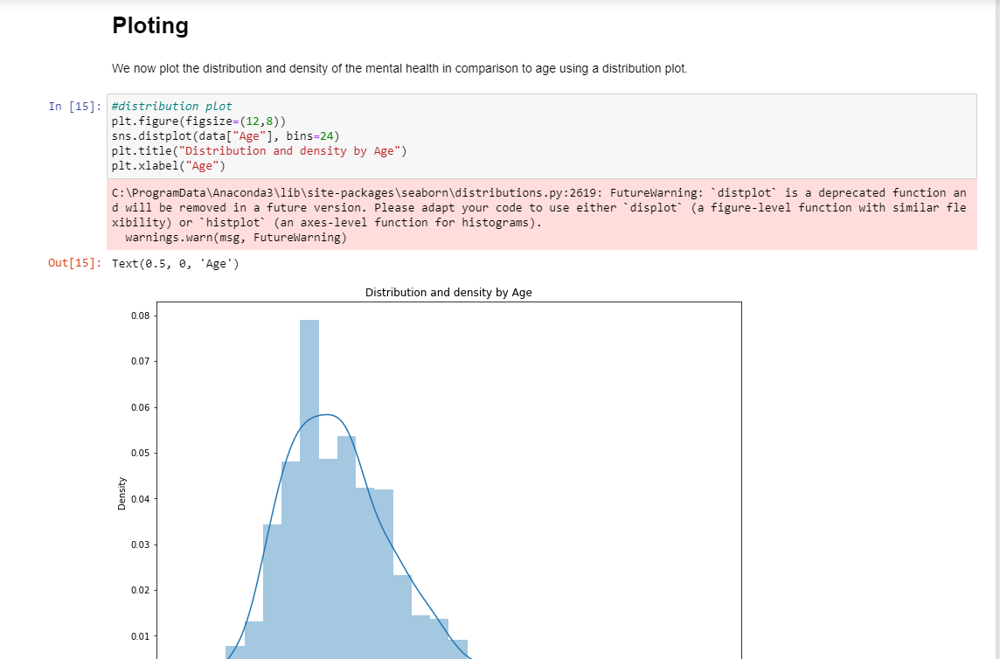 Ploting
We now plot the distribution and density of the mental health in comparison to age using a distribution plot.
In [15]:
#distribution plot
plt.figure(figsize=(12,8))
sns.distplot(data["Age"], bins=24)
plt.title("Distribution and density by Age")
plt.xlabel("Age")
C:\ProgramData\Anaconda3\lib\site-packages\seaborn\distributions.py:2619: FutureWarning: `distplot` is a deprecated function an
d will be removed in a future version. Please adapt your code to use either `displot` (a figure-level function with similar fle
xibility) or `histplot` (an axes-level function for histograms).
  warnings.warn(msg, FutureWarning)
Out[15]: Text(0.5, 0, 'Age')
Distribution and density by Age
0.08
0.07
0.06
0.05
Density
0.04
0.03
0.02
0.01